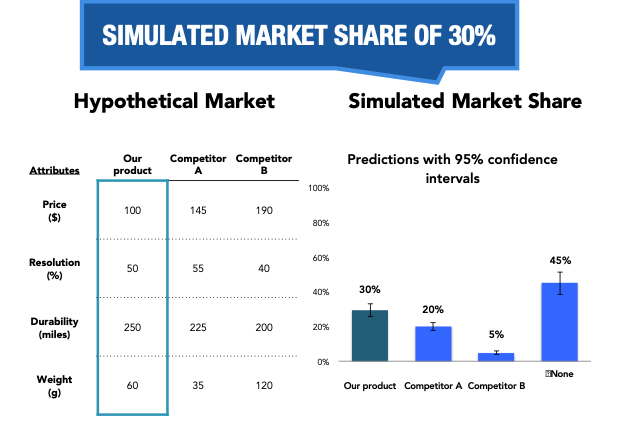 SIMULATED MARKET SHARE OF 30%
Hypothetical Market
Simulated Market Share
Attributes
Our
product
Competitor
A
Competitor
B
Price
($)
100
145
190
Resolution
(%)
50
55
40
Durability
(miles)
250
225
200
Weight
(g)
60
35
120
Predictions with 95% confidence
intervals
100%
80%
60%
40%
20%
0%
30%
20%
5%
45%
Our product
Competitor A
Competitor B
None